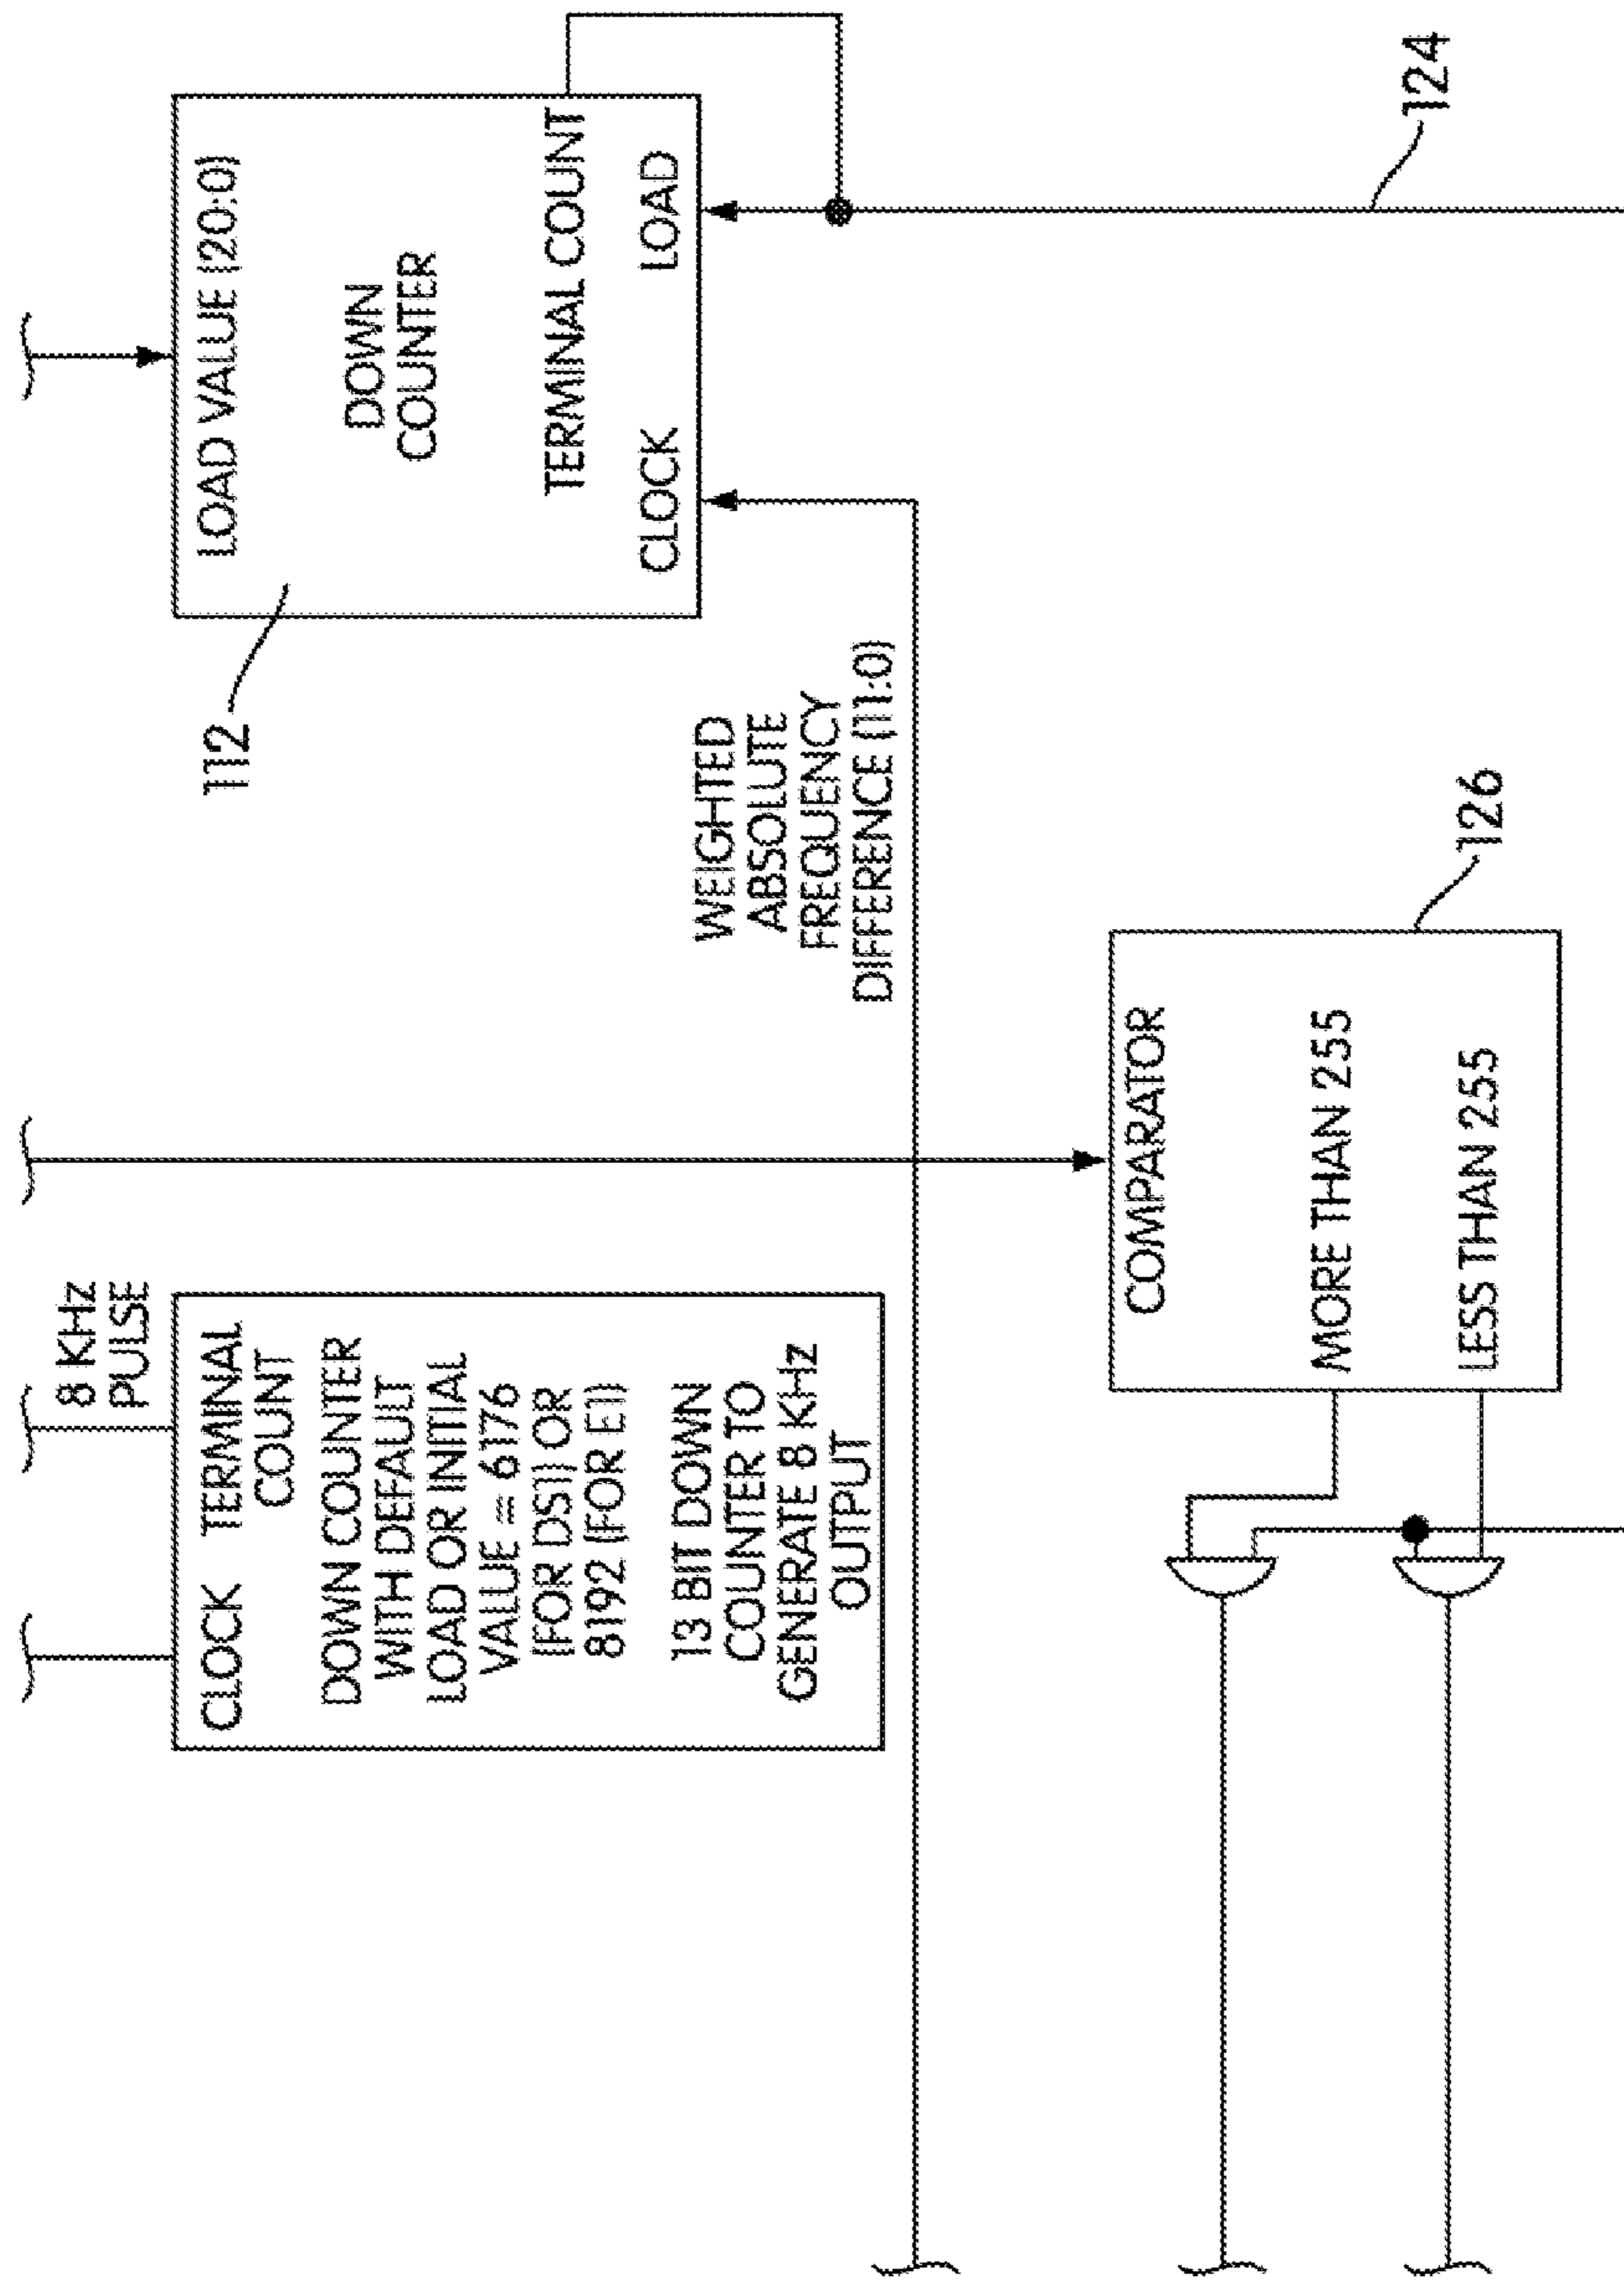 8 KHz
PULSE
CLOCK TERMINAL
COUNT
DOWN COUNTER
WITH DEFAULT
LOAD OR INITIAL
VALUE = 6176
(FOR DS1) OR
8192 (FOR E1)
13 BIT DOWN
COUNTER TO
GENERATE 8 KHz
OUTPUT
112
LOAD VALUE (20:0)
DOWN
COUNTER
TERMINAL COUNT
CLOCK LOAD
WEIGHTED
ABSOLUTE
FREQUENCY
DIFFERENCE (11:0)
COMPARATOR
MORE THAN 255
LESS THAN 255
126
124